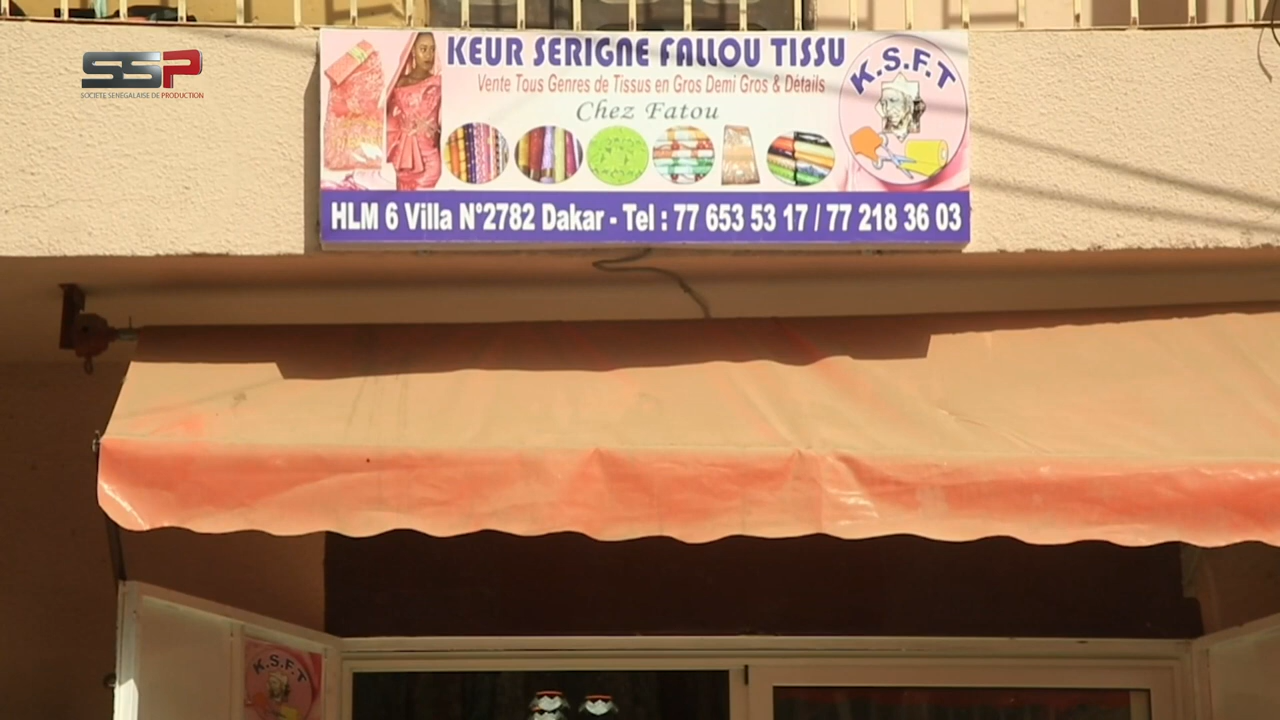 SSP
SOCIETE SENEGALAISE DE PRODUCTION
KEUR SERIGNE FALLOU TISSU
Vente Tous Genres de Tissus en Gros Demi Gros & Détails
Chez Fatou
K.S.F.T
HLM 6 Villa N°2782 Dakar - Tel : 77 653 53 17 / 77 218 36 03
K.S.F.T